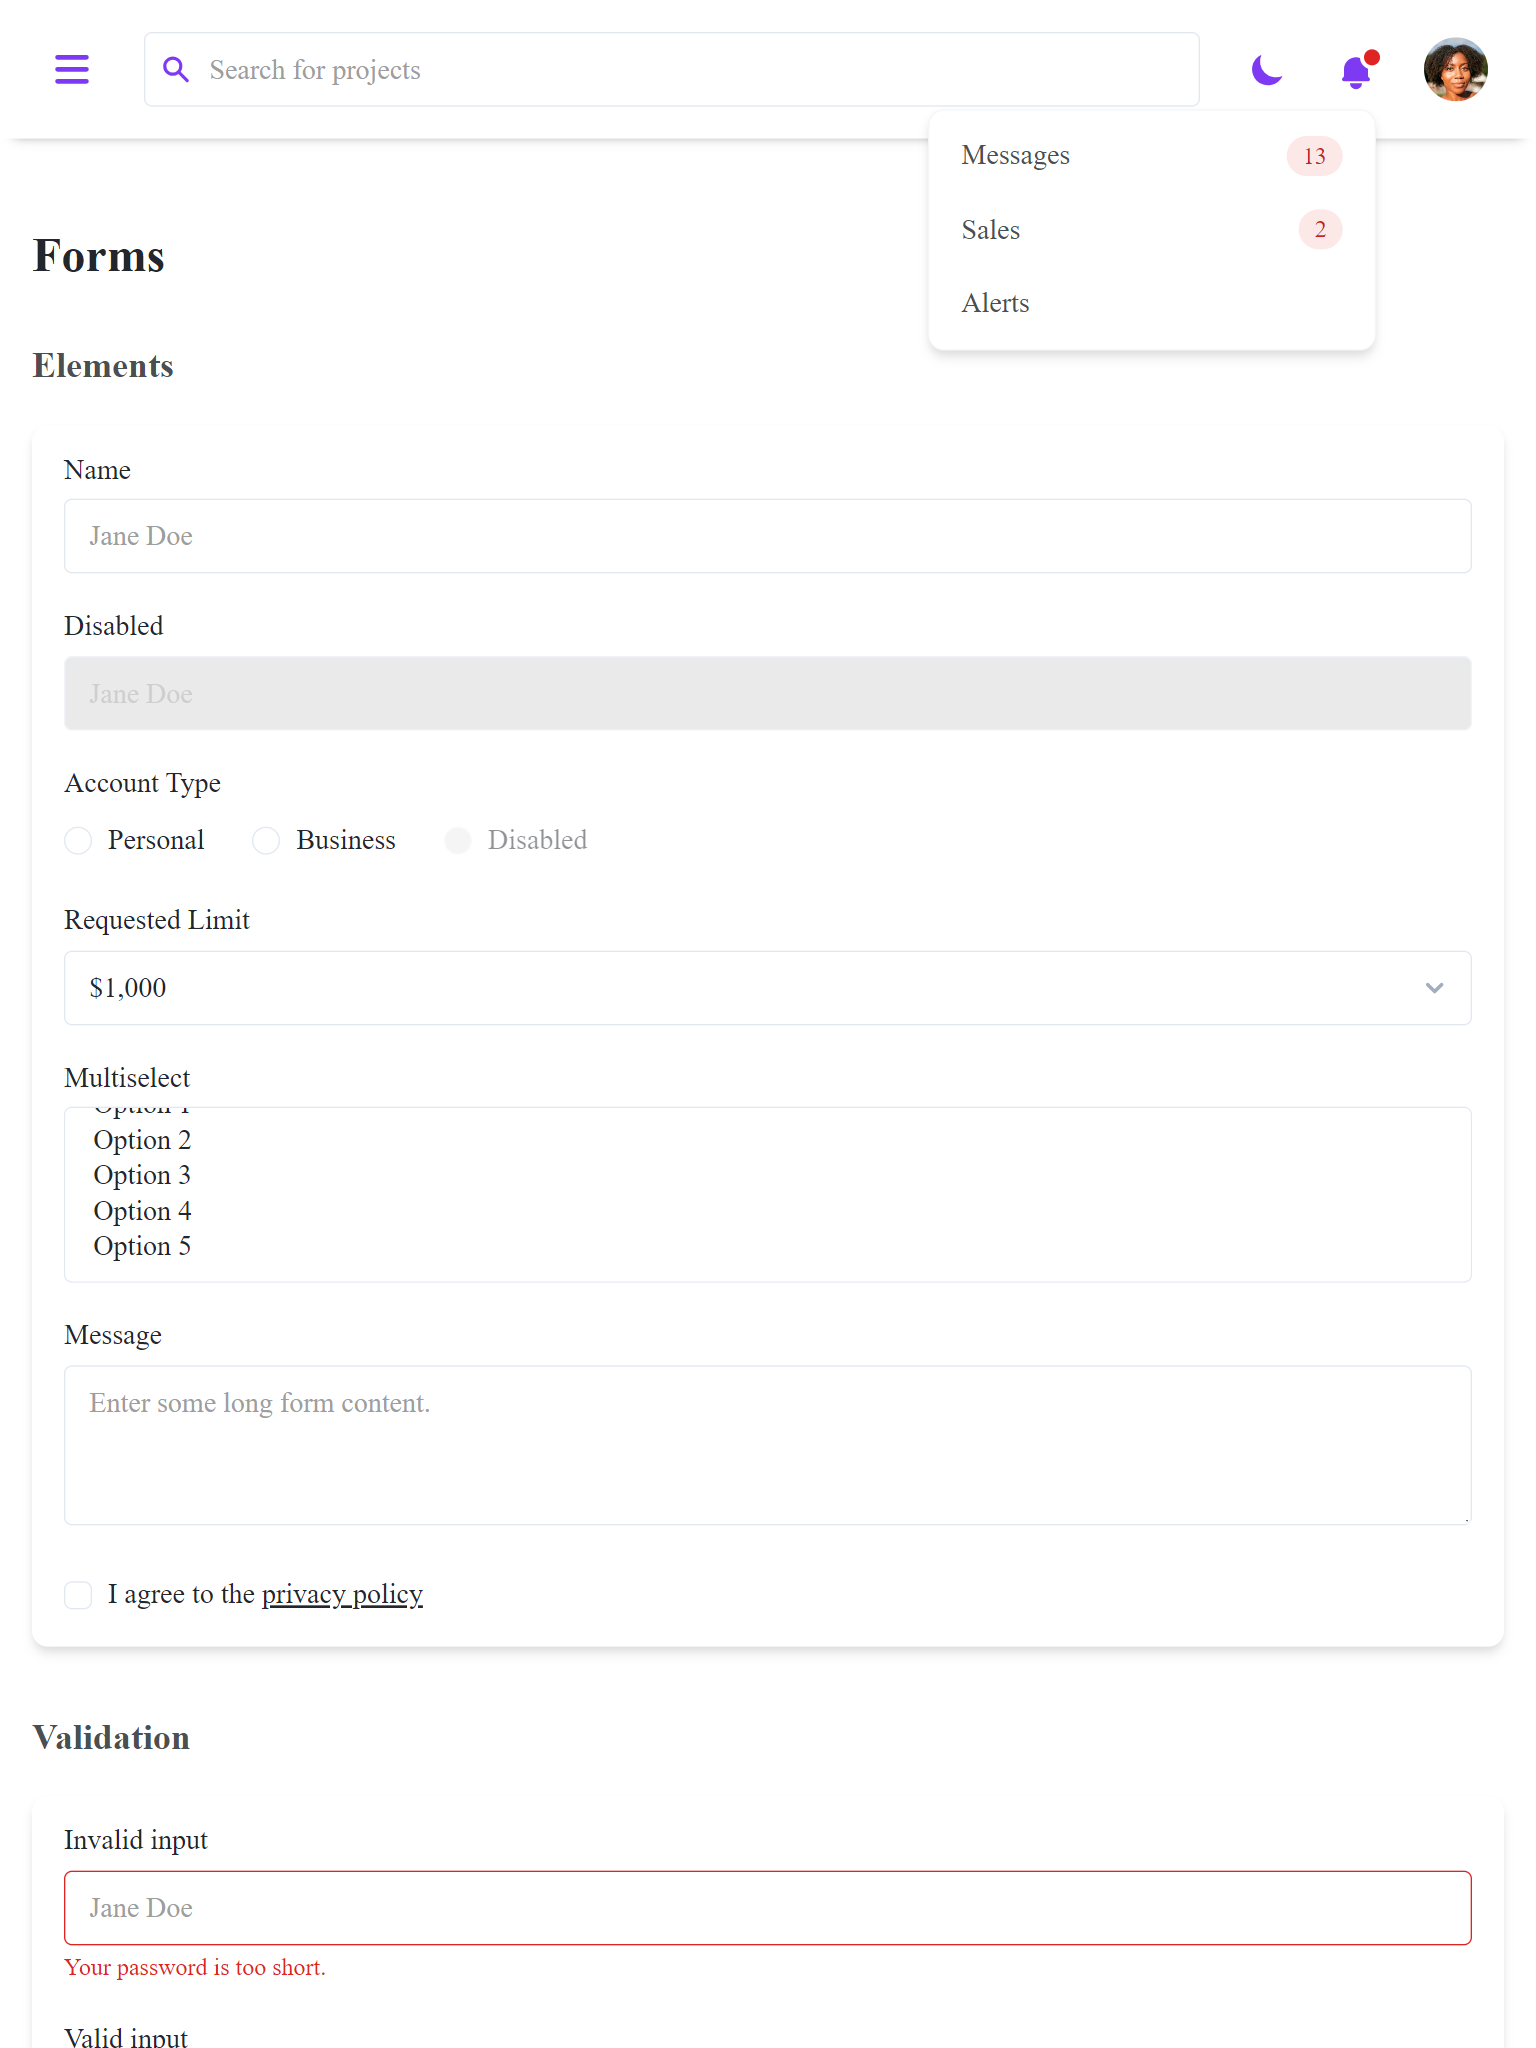 Search for projects
Messages 13
Sales 2
Alerts
Forms
Elements
Name
Jane Doe
Disabled
Jane Doe
Account Type
Personal Business Disabled
Requested Limit
$1,000
Multiselect
Option 1
Option 2
Option 3
Option 4
Option 5
Message
Enter some long form content.
I agree to the privacy policy
Validation
Invalid input
Jane Doe
Your password is too short.
Valid input